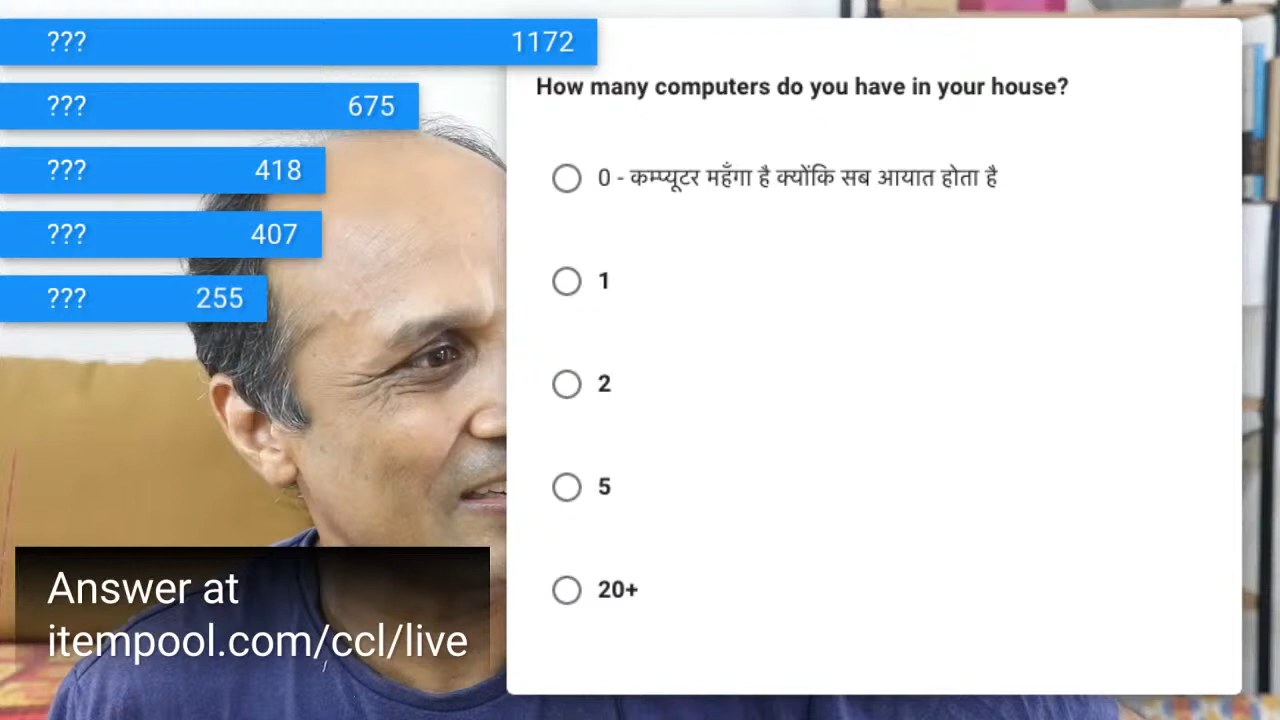 ??? 1172
??? 675
??? 418
??? 407
??? 255
How many computers do you have in your house?
0 - कम्प्यूटर महँगा है क्योंकि सब आयात होता है
1
2
5
20+
Answer at
itempool.com/ccl/live